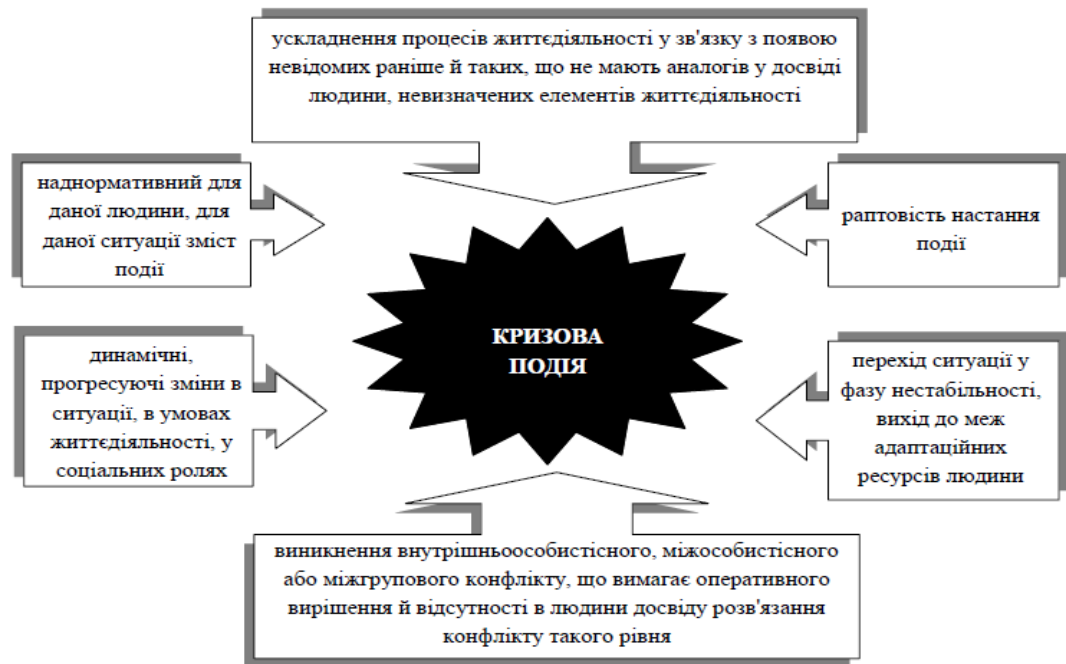 ускладнення процесів життєдіяльності у зв'язку з появою
невідомих раніше й таких, що не мають аналогів у досвіді
людини, невизначених елементів життєдіяльності
наднормативний для
даної людини, для
даної ситуації зміст
події
раптовість настання
події
КРИЗОВА
ПОДІЯ
динамічні,
прогресуючі зміни в
ситуації, в умовах
життєдіяльності, у
соціальних ролях
перехід ситуації у
фазу нестабільності,
вихід до меж
адаптаційних
ресурсів людини
виникнення внутрішньоособистісного, міжособистісного
або міжгрупового конфлікту, що вимагає оперативного
вирішення й відсутності в людини досвіду розв'язання
конфлікту такого рівня